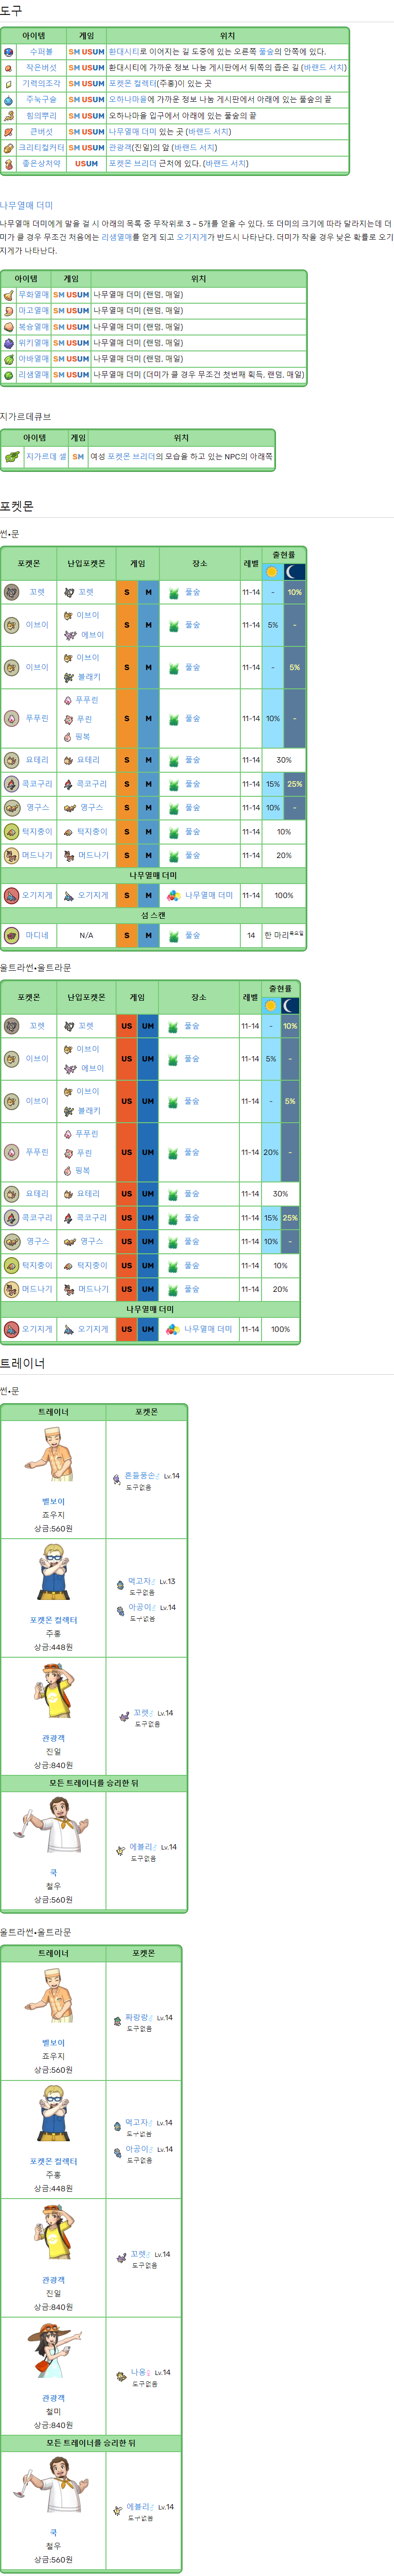 도구
아이템 게임 위치
수퍼볼 SM USUM 환대시티로 이어지는 길 도중에 있는 오른쪽 풀숲의 안쪽에 있다.
작은버섯 SM USUM 환대시티에 가까운 정보 나눔 게시판에서 뒤쪽의 좁은 길 (바랜드 서치)
기력의조각 SM USUM 포켓몬 컬렉터(주홍)이 있는 곳
주눅구슬 SM USUM 오하나마을에 가까운 정보 나눔 게시판에서 아래에 있는 풀숲의 끝
힘의뿌리 SM USUM 오하나마을 입구에서 아래에 있는 풀숲의 끝
큰버섯 SM USUM 나무열매 더미 있는 곳 (바랜드 서치)
크리티컬커터 SM USUM 관광객(진일)의 앞 (바랜드 서치)
좋은상처약 USUM 포켓몬 브리더 근처에 있다. (바랜드 서치)
나무열매 더미
나무열매 더미에게 말을 걸 시 아래의 목록 중 무작위로 3 ~ 5개를 얻을 수 있다. 또 더미의 크기에 따라 달라지는데 더
미가 클 경우 무조건 처음에는 리샘열매를 얻게 되고 오기지게가 반드시 나타난다. 더미가 작을 경우 낮은 확률로 오기
지게가 나타난다.
아이템 게임 위치
무화열매 SM USUM 나무열매 더미 (랜덤, 매일)
마고열매 SM USUM 나무열매 더미 (랜덤, 매일)
복숭열매 SM USUM 나무열매 더미 (랜덤, 매일)
위키열매 SM USUM 나무열매 더미 (랜덤, 매일)
아바열매 SM USUM 나무열매 더미 (랜덤, 매일)
리샘열매 SM USUM 나무열매 더미 (더미가 클 경우 무조건 첫번째 획득, 랜덤, 매일)
지가르데큐브
아이템 게임 위치
지가르데 셀 SM 여성 포켓몬 브리더의 모습을 하고 있는 NPC의 아래쪽
포켓몬
썬•문
포켓몬 난입포켓몬 게임 장소 레벨 출현률
꼬렛 꼬렛 S M 풀숲 11-14 - 10%
이브이 이브이 S M 풀숲 11-14 5% -
에브이
이브이 이브이 S M 풀숲 11-14 - 5%
블래키
푸푸린 푸푸린 S M 풀숲 11-14 10% -
푸린
핑복
요테리 요테리 S M 풀숲 11-14 30%
콕코구리 콕코구리 S M 풀숲 11-14 15% 25%
영구스 영구스 S M 풀숲 11-14 10% -
턱지충이 턱지충이 S M 풀숲 11-14 10%
머드나기 머드나기 S M 풀숲 11-14 20%
나무열매 더미
오기지게 오기지게 S M 나무열매 더미 11-14 100%
섬 스캔
마디네 N/A S M 풀숲 14 한 마리목요일
울트라썬•울트라문
포켓몬 난입포켓몬 게임 장소 레벨 출현률
꼬렛 꼬렛 US UM 풀숲 11-14 - 10%
이브이 이브이 US UM 풀숲 11-14 5% -
에브이
이브이 이브이 US UM 풀숲 11-14 - 5%
블래키
푸푸린 푸푸린 US UM 풀숲 11-14 20% -
푸린
핑복
요테리 요테리 US UM 풀숲 11-14 30%
콕코구리 콕코구리 US UM 풀숲 11-14 15% 25%
영구스 영구스 US UM 풀숲 11-14 10% -
턱지충이 턱지충이 US UM 풀숲 11-14 10%
머드나기 머드나기 US UM 풀숲 11-14 20%
나무열매 더미
오기지게 오기지게 US UM 나무열매 더미 11-14 100%
트레이너
썬•문
트레이너 포켓몬
벨보이
죠우지
상금:560원
흔들풍손♂ Lv.14
도구없음
포켓몬 컬렉터
주홍
상금:448원
먹고자♂ Lv.13
도구없음
아공이♂ Lv.14
도구없음
관광객
진일
상금:840원
꼬렛♂ Lv.14
도구없음
모든 트레이너를 승리한 뒤
쿡
철우
상금:560원
에블리♂ Lv.14
도구없음
울트라썬•울트라문
트레이너 포켓몬
벨보이
죠우지
상금:560원
짜랑랑♂ Lv.14
도구없음
포켓몬 컬렉터
주홍
상금:448원
먹고자♂ Lv.14
도구없음
아공이♂ Lv.14
도구없음
관광객
진일
상금:840원
꼬렛♂ Lv.14
도구없음
관광객
철미
상금:840원
나옹♀ Lv.14
도구없음
모든 트레이너를 승리한 뒤
쿡
철우
상금:560원
에블리♂ Lv.14
도구없음